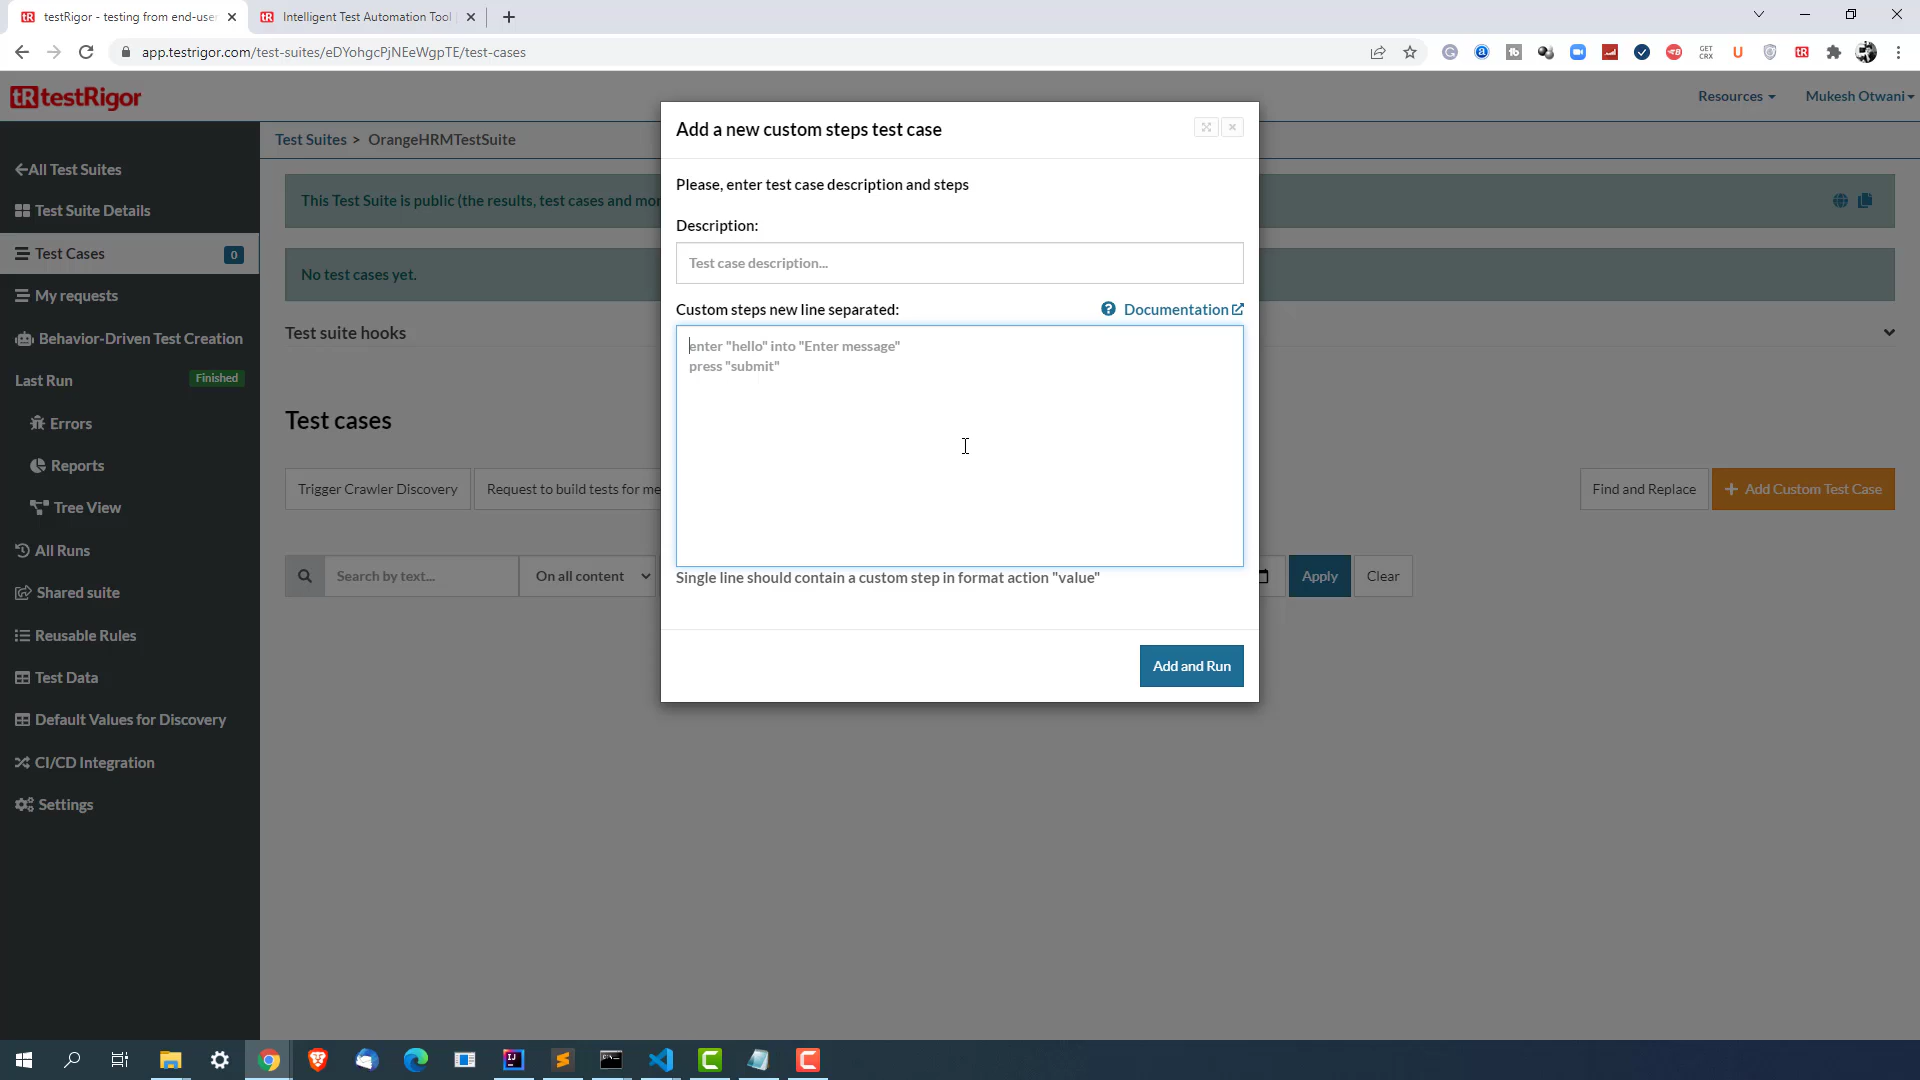 testRigor - testing from end-user
Intelligent Test Automation Tool
app.testrigor.com/test-suites/eDYohgcPjNEeWgpTE/test-cases
GET
CRX
tR testRigor
Resources
Mukesh Otwani
Test Suites > OrangeHRMTestSuite
All Test Suites
Test Suite Details
Test Cases
0
My requests
Behavior-Driven Test Creation
Last Run
Finished
Errors
Reports
Tree View
All Runs
Shared suite
Reusable Rules
Test Data
Default Values for Discovery
CI/CD Integration
Settings
This Test Suite is public (the results, test cases and mor
No test cases yet.
Test suite hooks
Test cases
Trigger Crawler Discovery
Request to build tests for me
Find and Replace
+ Add Custom Test Case
Search by text...
On all content
Apply
Clear
Add a new custom steps test case
Please, enter test case description and steps
Description:
Test case description...
Custom steps new line separated:
Documentation
enter "hello" into "Enter message"
press "submit"
Single line should contain a custom step in format action "value"
Add and Run